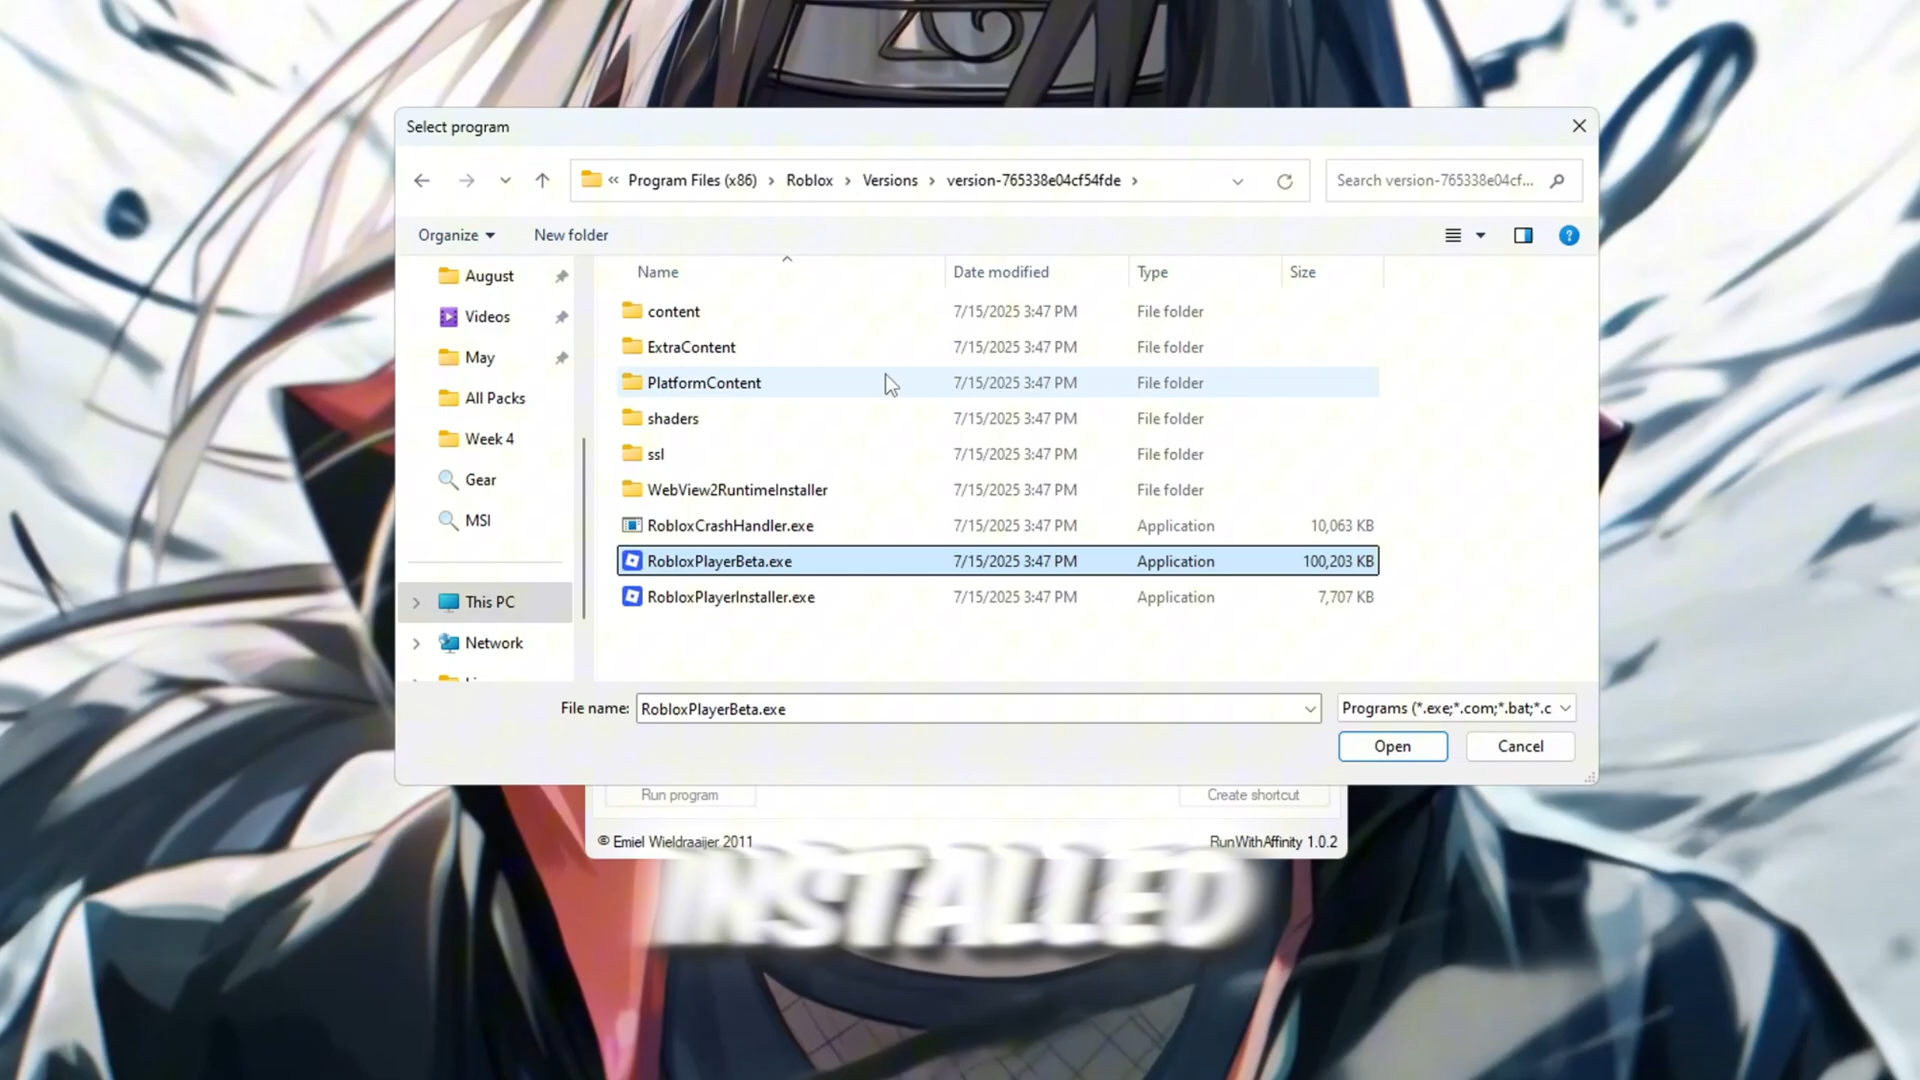 Select program
« Program Files (x86) › Roblox › Versions › version-765338e04cf54fde ›
Search version-765338e04cf...
Organize
New folder
August
Videos
May
All Packs
Week 4
Gear
MSI
This PC
Network
Name Date modified Type Size
content 7/15/2025 3:47 PM File folder
ExtraContent 7/15/2025 3:47 PM File folder
PlatformContent 7/15/2025 3:47 PM File folder
shaders 7/15/2025 3:47 PM File folder
ssl 7/15/2025 3:47 PM File folder
WebView2RuntimeInstaller 7/15/2025 3:47 PM File folder
RobloxCrashHandler.exe 7/15/2025 3:47 PM Application 10,063 KB
RobloxPlayerBeta.exe 7/15/2025 3:47 PM Application 100,203 KB
RobloxPlayerInstaller.exe 7/15/2025 3:47 PM Application 7,707 KB
File name: RobloxPlayerBeta.exe
Programs (*.exe;*.com;*.bat;*.c
Open
Cancel
Run program
Create shortcut
© Emiel Wieldraaijer 2011
RunWithAffinity 1.0.2
INSTALLED